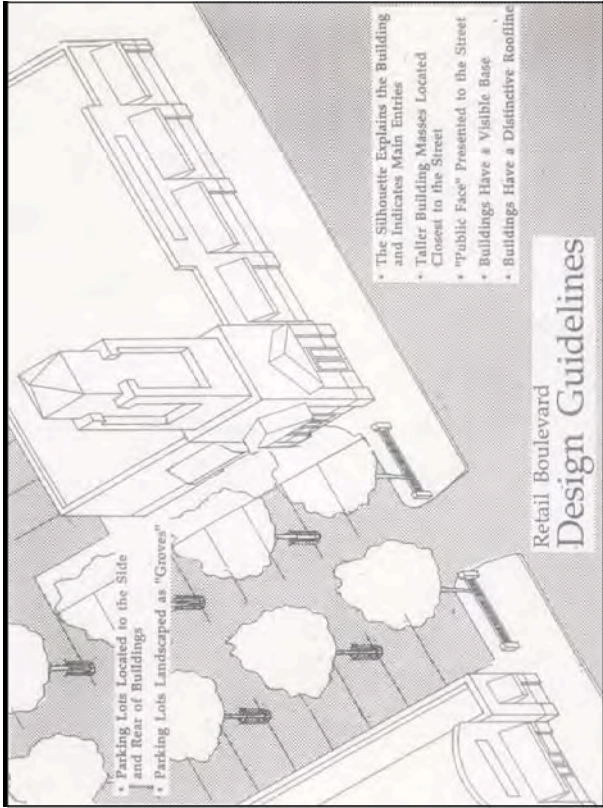 • Parking Lots Located to the Side
and Rear of Buildings
• Parking Lots Landscaped as "Groves"
• The Silhouette Explains the Building
and Indicates Main Entries
• Taller Building Masses Located
Closest to the Street
• "Public Face" Presented to the Street
• Buildings Have a Visible Base
• Buildings Have a Distinctive Roofline
Retail Boulevard
Design Guidelines